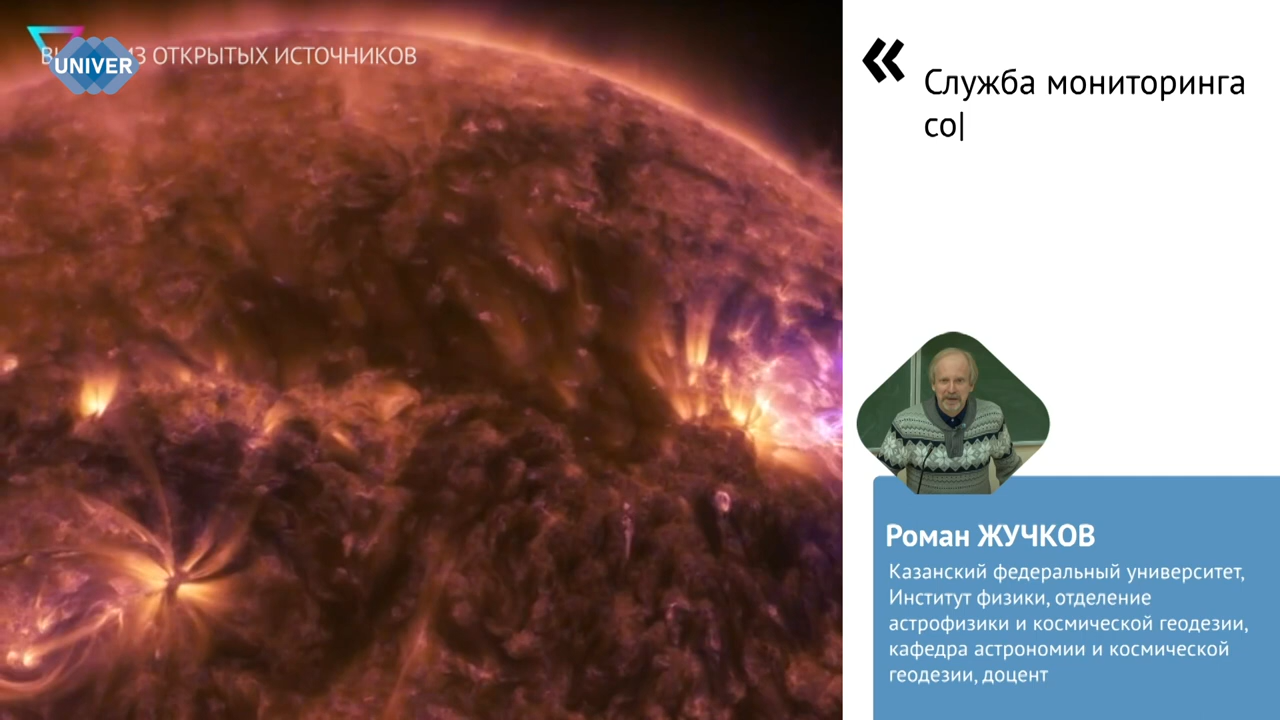 ИЗ ОТКРЫТЫХ ИСТОЧНИКОВ
UNIVER
«
Служба мониторинга
со
Роман ЖУЧКОВ
Казанский федеральный университет,
Институт физики, отделение
астрофизики и космической геодезии,
кафедра астрономии и космической
геодезии, доцент